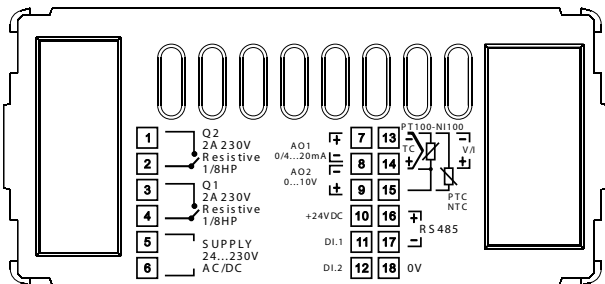 1
2
3
4
5
6
Q2
2A 230V
Resistive
1/8HP
Q1
2A 230V
Resistive
1/8HP
SUPPLY
24...230V
AC/DC
AO1
0/4...20mA
AO2
0...10V
+24VDC
DI.1
DI.2
+
−
−
+
7 13
8 14
9 15
10 16
11 17
12 18
PT100-NI100
−
TC
+
−
V/I
+
PTC
NTC
+
RS485
−
0V